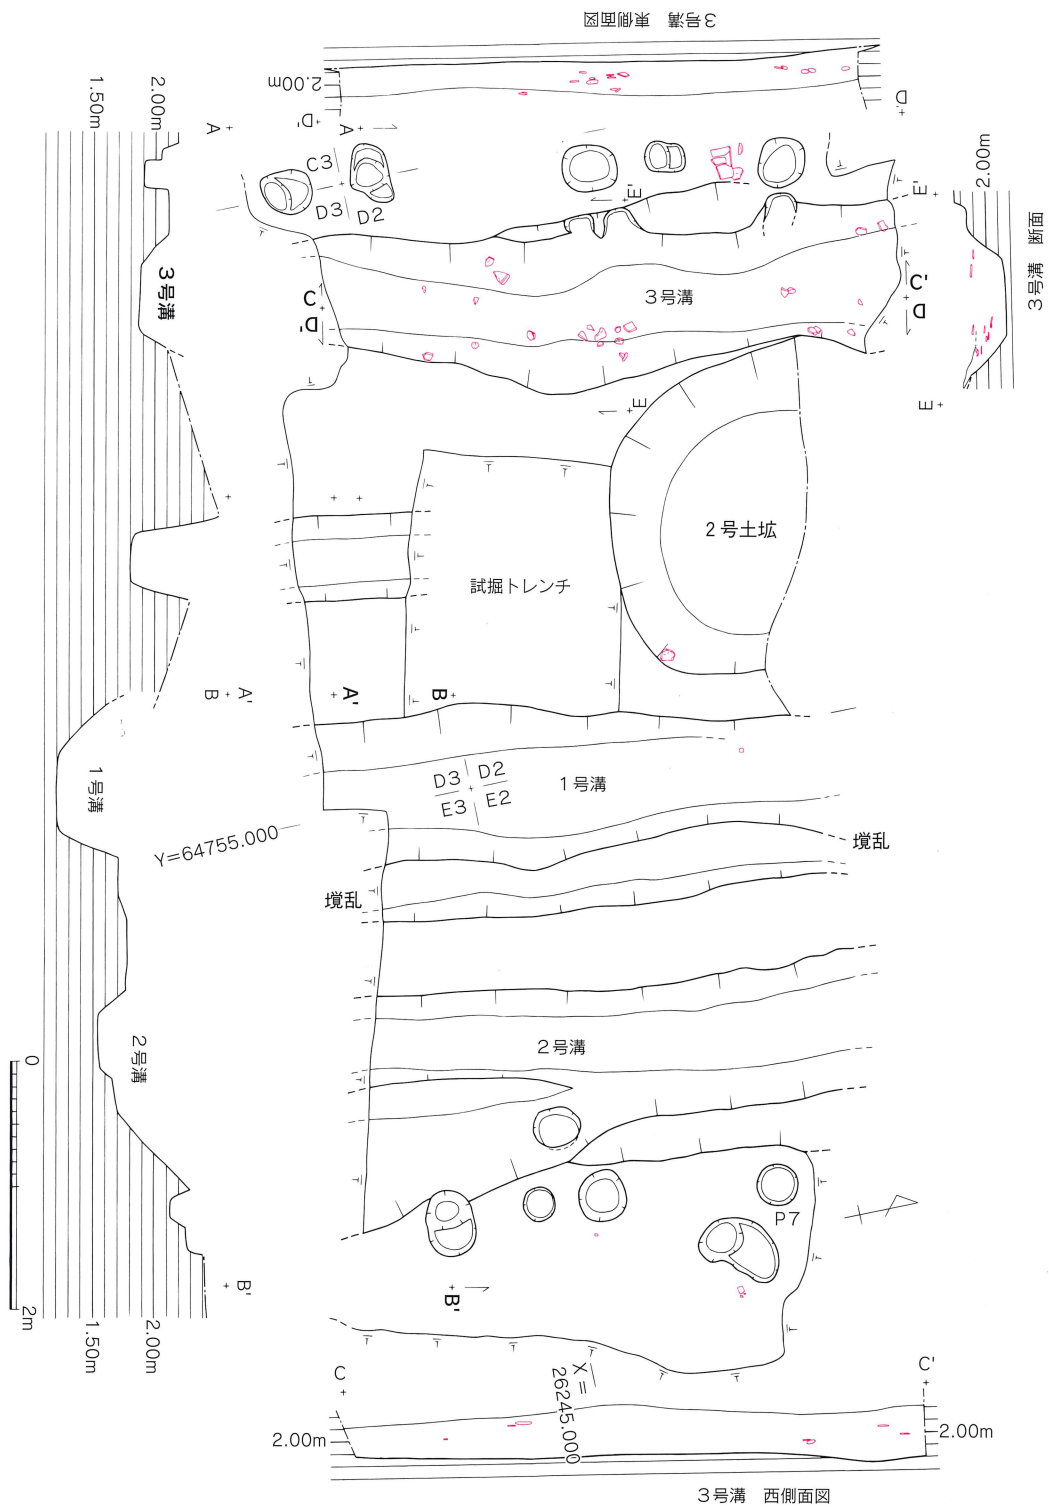 3号溝 東側面図
2.00m
D'
D
A
A
1.50m
2.00m
C3
D3
D2
E'
E'
2.00m
3号溝 断面
3号溝
3号溝
C
D'
C'
D
E
E
2号土拡
試掘トレンチ
B
A'
A'
B
1号溝
D3
D2
E3
E2
1号溝
Y=64755.000
撹乱
撹乱
2号溝
2号溝
0
2m
P7
B'
B'
1.50m
2.00m
X=
26245.000
C
C'
2.00m
2.00m
3号溝 西側面図